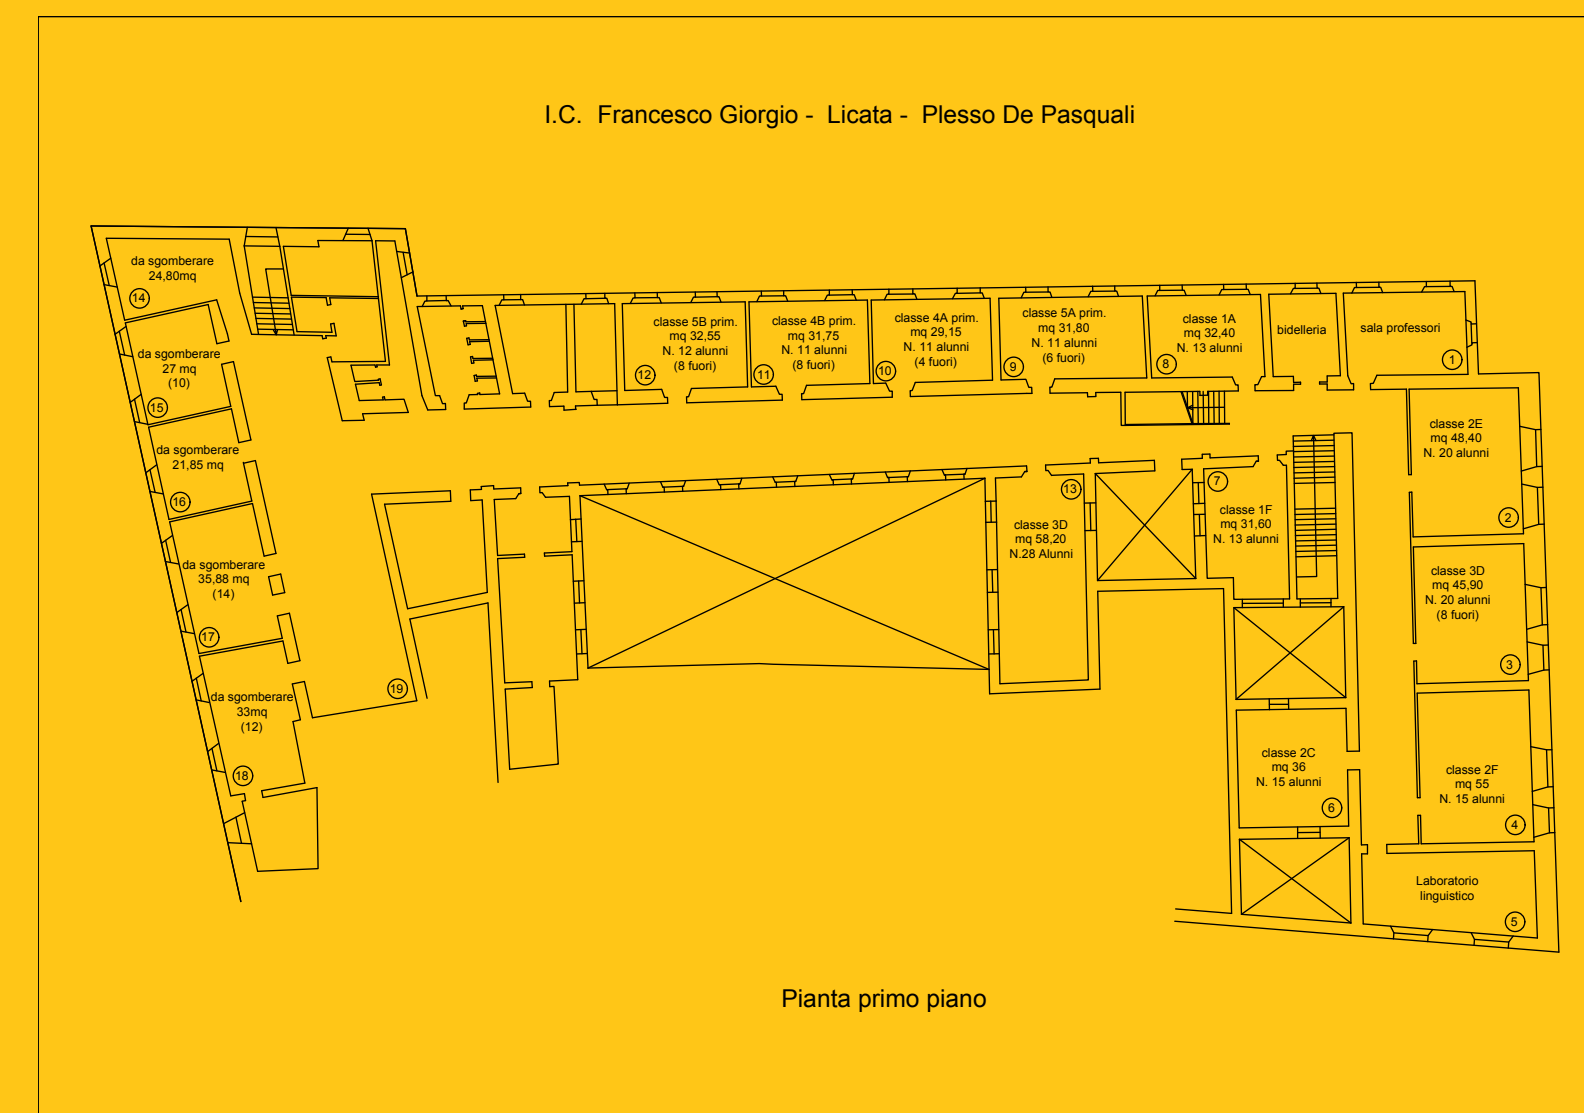 I.C. Francesco Giorgio - Licata - Plesso De Pasquali
da sgomberare
24,80mq
14
da sgomberare
27 mq
(10)
15
da sgomberare
21,85 mq
16
da sgomberare
35,88 mq
(14)
17
da sgomberare
33mq
(12)
18
19
classe 5B prim.
mq 32,55
N. 12 alunni
(8 fuori)
12
classe 4B prim.
mq 31,75
N. 11 alunni
(8 fuori)
11
classe 4A prim.
mq 29,15
N. 11 alunni
(4 fuori)
10
classe 5A prim.
mq 31,80
N. 11 alunni
(6 fuori)
9
classe 1A
mq 32,40
N. 13 alunni
8
bidelleria
sala professori
1
classe 2E
mq 48,40
N. 20 alunni
2
13
classe 3D
mq 58,20
N.28 Alunni
7
classe 1F
mq 31,60
N. 13 alunni
classe 3D
mq 45,90
N. 20 alunni
(8 fuori)
3
classe 2C
mq 36
N. 15 alunni
6
classe 2F
mq 55
N. 15 alunni
4
Laboratorio
linguistico
5
Pianta primo piano